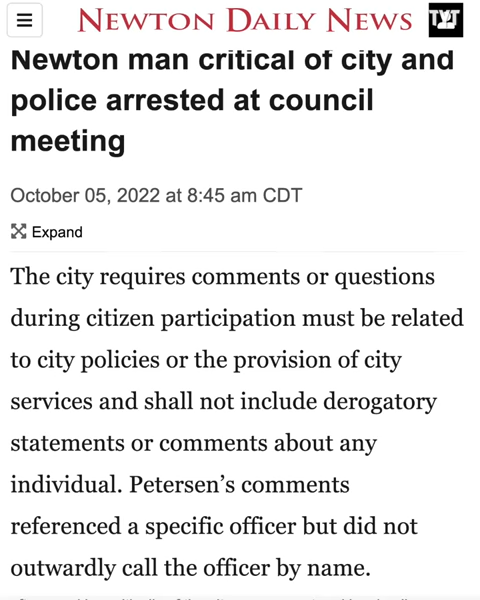 NEWTON DAILY NEWS TYT
Newton man critical of city and
police arrested at council
meeting
October 05, 2022 at 8:45 am CDT
Expand
The city requires comments or questions
during citizen participation must be related
to city policies or the provision of city
services and shall not include derogatory
statements or comments about any
individual. Petersen’s comments
referenced a specific officer but did not
outwardly call the officer by name.